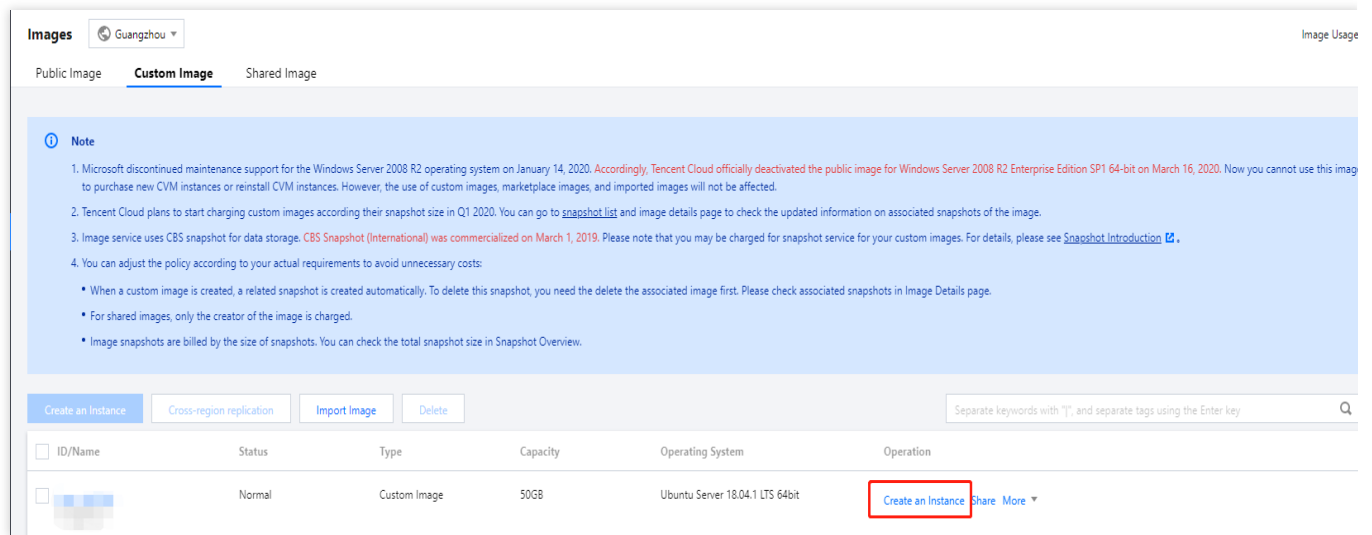 Images Guangzhou Image Usage
Public Image Custom Image Shared Image
Note
1. Microsoft discontinued maintenance support for the Windows Server 2008 R2 operating system on January 14, 2020. Accordingly, Tencent Cloud officially deactivated the public image for Windows Server 2008 R2 Enterprise Edition SP1 64-bit on March 16, 2020. Now you cannot use this image
to purchase new CVM instances or reinstall CVM instances. However, the use of custom images, marketplace images, and imported images will not be affected.
2. Tencent Cloud plans to start charging custom images according their snapshot size in Q1 2020. You can go to snapshot list and image details page to check the updated information on associated snapshots of the image.
3. Image service uses CBS snapshot for data storage. CBS Snapshot (International) was commercialized on March 1, 2019. Please note that you may be charged for snapshot service for your custom images. For details, please see Snapshot Introduction .
4. You can adjust the policy according to your actual requirements to avoid unnecessary costs:
• When a custom image is created, a related snapshot is created automatically. To delete this snapshot, you need the delete the associated image first. Please check associated snapshots in Image Details page.
• For shared images, only the creator of the image is charged.
• Image snapshots are billed by the size of snapshots. You can check the total snapshot size in Snapshot Overview.
Create an Instance Cross-region replication Import Image Delete Separate keywords with "|", and separate tags using the Enter key
ID/Name Status Type Capacity Operating System Operation
Normal Custom Image 50GB Ubuntu Server 18.04.1 LTS 64bit Create an Instance Share More